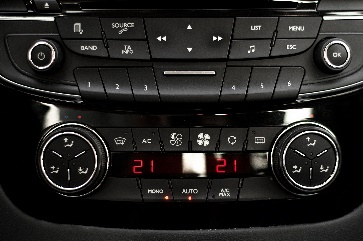 SOURCE LIST MENU
BAND TA INFO ESC
OK
1 2 3 4 5 6
A/C
21 21
MONO AUTO A/C MAX